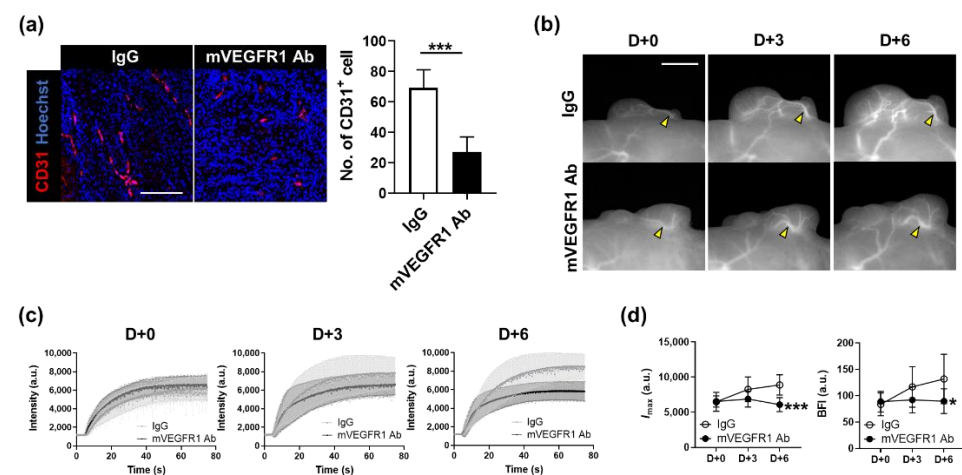 (a)
IgG
mVEGFR1 Ab
CD31 Hoechst
No. of CD31+ cell
100
80
60
40
20
0
***
IgG
mVEGFR1 Ab
(b)
D+0
D+3
D+6
IgG
mVEGFR1 Ab
(c)
D+0
D+3
D+6
Intensity (a.u.)
10,000
8,000
6,000
4,000
2,000
0
IgG
mVEGFR1 Ab
0
20
40
60
80
Time (s)
Intensity (a.u.)
10,000
8,000
6,000
4,000
2,000
0
IgG
mVEGFR1 Ab
0
20
40
60
80
Time (s)
Intensity (a.u.)
10,000
8,000
6,000
4,000
2,000
0
IgG
mVEGFR1 Ab
0
20
40
60
80
Time (s)
(d)
Imax (a.u.)
15,000
10,000
5,000
0
***
IgG
mVEGFR1 Ab
D+0
D+3
D+6
BFI (a.u.)
200
150
100
50
0
*
IgG
mVEGFR1 Ab
D+0
D+3
D+6